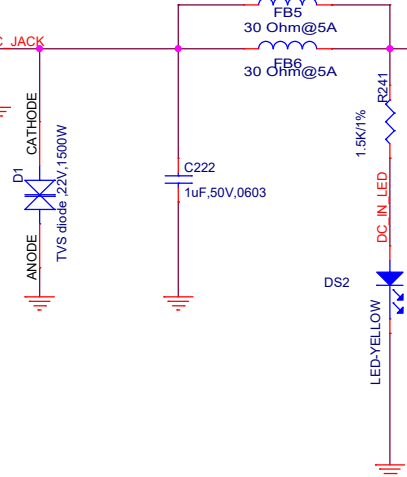 FB5
30 Ohm@5A
C JACK
FB6
30 Ohm@5A
R241
1.5K/1%
CATHODE
D1
TVS diode ,22V,1500W
ANODE
C222
1uF,50V,0603
DC_IN_LED
DS2
LED-YELLOW